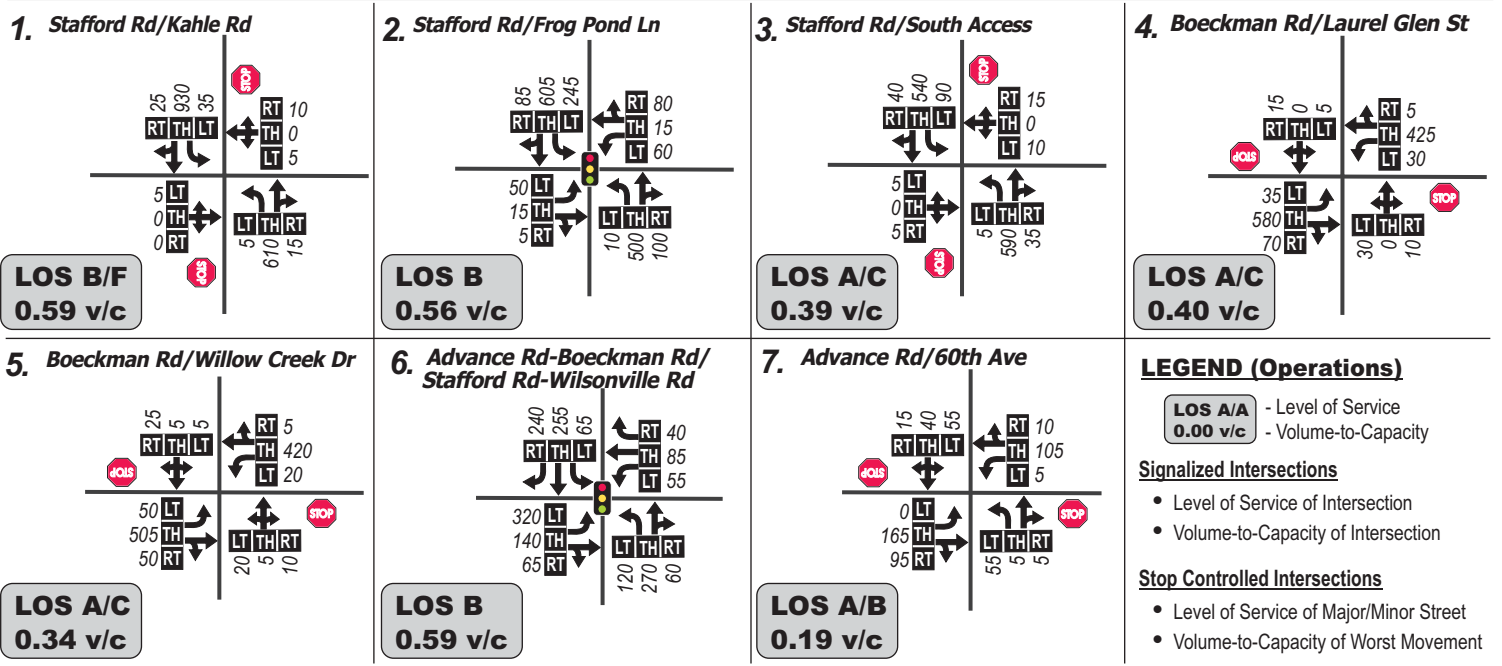 1. Stafford Rd/Kahle Rd
25 930 35
RT TH LT
STOP
RT 10
TH 0
LT 5
5 LT
0 TH
0 RT
LT TH RT
5 610 15
STOP
LOS B/F
0.59 v/c
2. Stafford Rd/Frog Pond Ln
85 605 245
RT TH LT
RT 80
TH 15
LT 60
50 LT
15 TH
5 RT
LT TH RT
10 500 100
LOS B
0.56 v/c
3. Stafford Rd/South Access
40 540 90
RT TH LT
STOP
RT 15
TH 0
LT 10
5 LT
0 TH
5 RT
LT TH RT
5 590 35
STOP
LOS A/C
0.39 v/c
4. Boeckman Rd/Laurel Glen St
15 0 5
RT TH LT
STOP
RT 5
TH 425
LT 30
35 LT
580 TH
70 RT
LT TH RT
30 0 10
STOP
LOS A/C
0.40 v/c
5. Boeckman Rd/Willow Creek Dr
25 5 5
RT TH LT
STOP
RT 5
TH 420
LT 20
50 LT
505 TH
50 RT
LT TH RT
20 5 10
STOP
LOS A/C
0.34 v/c
6. Advance Rd-Boeckman Rd/
Stafford Rd-Wilsonville Rd
240 255 65
RT TH LT
RT 40
TH 85
LT 55
320 LT
140 TH
65 RT
LT TH RT
120 270 60
LOS B
0.59 v/c
7. Advance Rd/60th Ave
15 40 55
RT TH LT
STOP
RT 10
TH 105
LT 5
0 LT
165 TH
95 RT
LT TH RT
55 5 5
STOP
LOS A/B
0.19 v/c
LEGEND (Operations)
LOS A/A - Level of Service
0.00 v/c - Volume-to-Capacity
Signalized Intersections
• Level of Service of Intersection
• Volume-to-Capacity of Intersection
Stop Controlled Intersections
• Level of Service of Major/Minor Street
• Volume-to-Capacity of Worst Movement